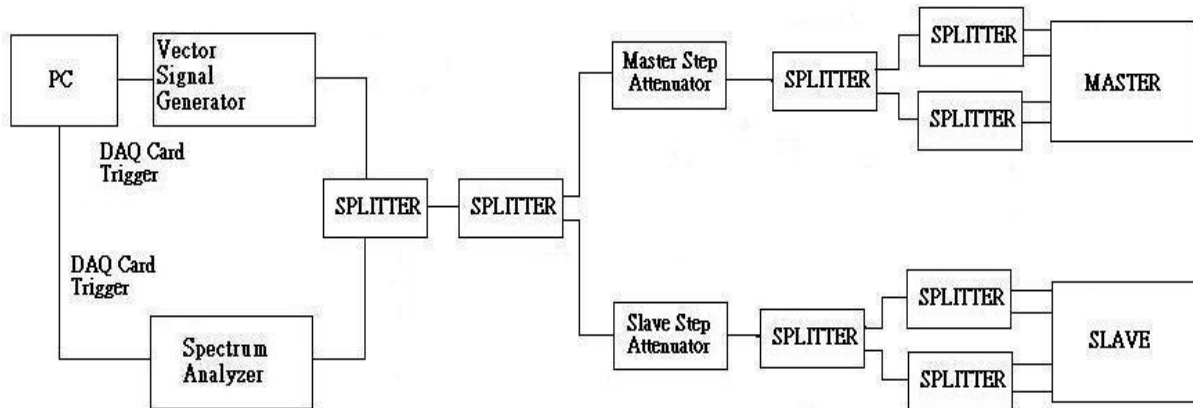 PC
Vector
Signal
Generator
DAQ Card
Trigger
DAQ Card
Trigger
Spectrum
Analyzer
SPLITTER
SPLITTER
Master Step
Attenuator
SPLITTER
SPLITTER
SPLITTER
MASTER
Slave Step
Attenuator
SPLITTER
SPLITTER
SPLITTER
SLAVE